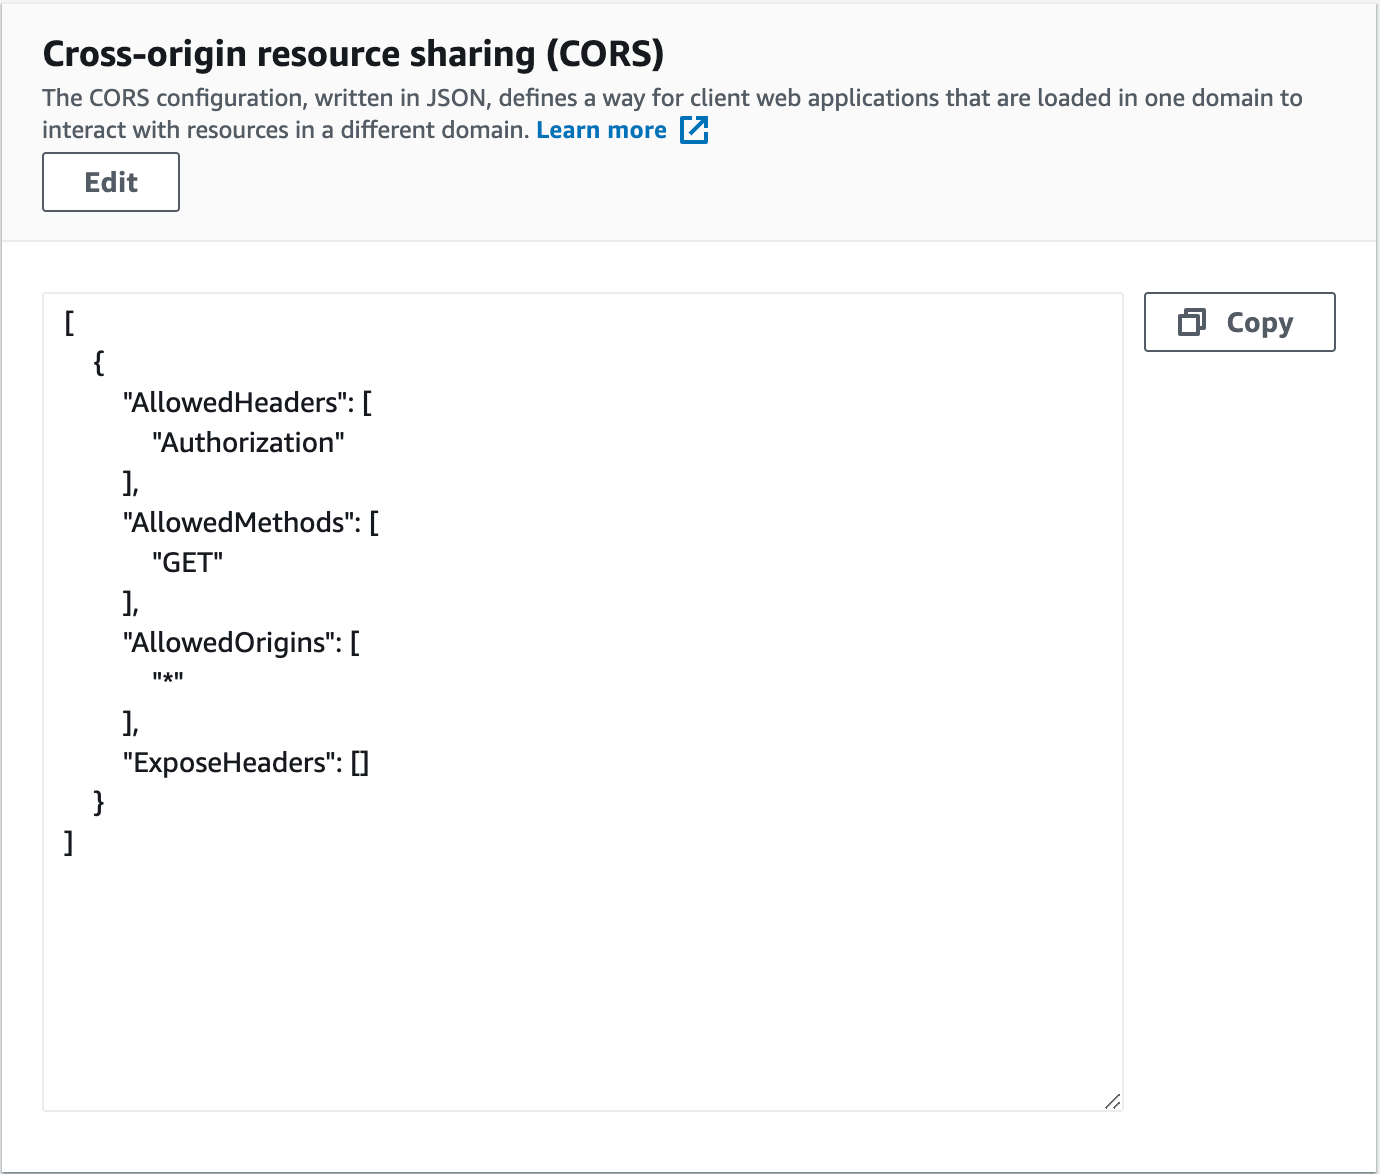 Cross-origin resource sharing (CORS)
The CORS configuration, written in JSON, defines a way for client web applications that are loaded in one domain to
interact with resources in a different domain. Learn more
Edit
[
{
"AllowedHeaders": [
"Authorization"
],
"AllowedMethods": [
"GET"
],
"AllowedOrigins": [
"*"
],
"ExposeHeaders": []
}
]
Copy